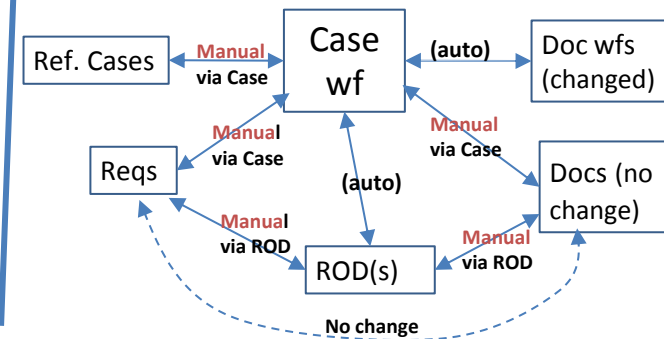 Ref. Cases
Manual
via Case
Case
wf
(auto)
Doc wfs
(changed)
Manual
via Case
Manual
via Case
Reqs
(auto)
Docs (no
change)
Manual
via ROD
ROD(s)
Manual
via ROD
No change